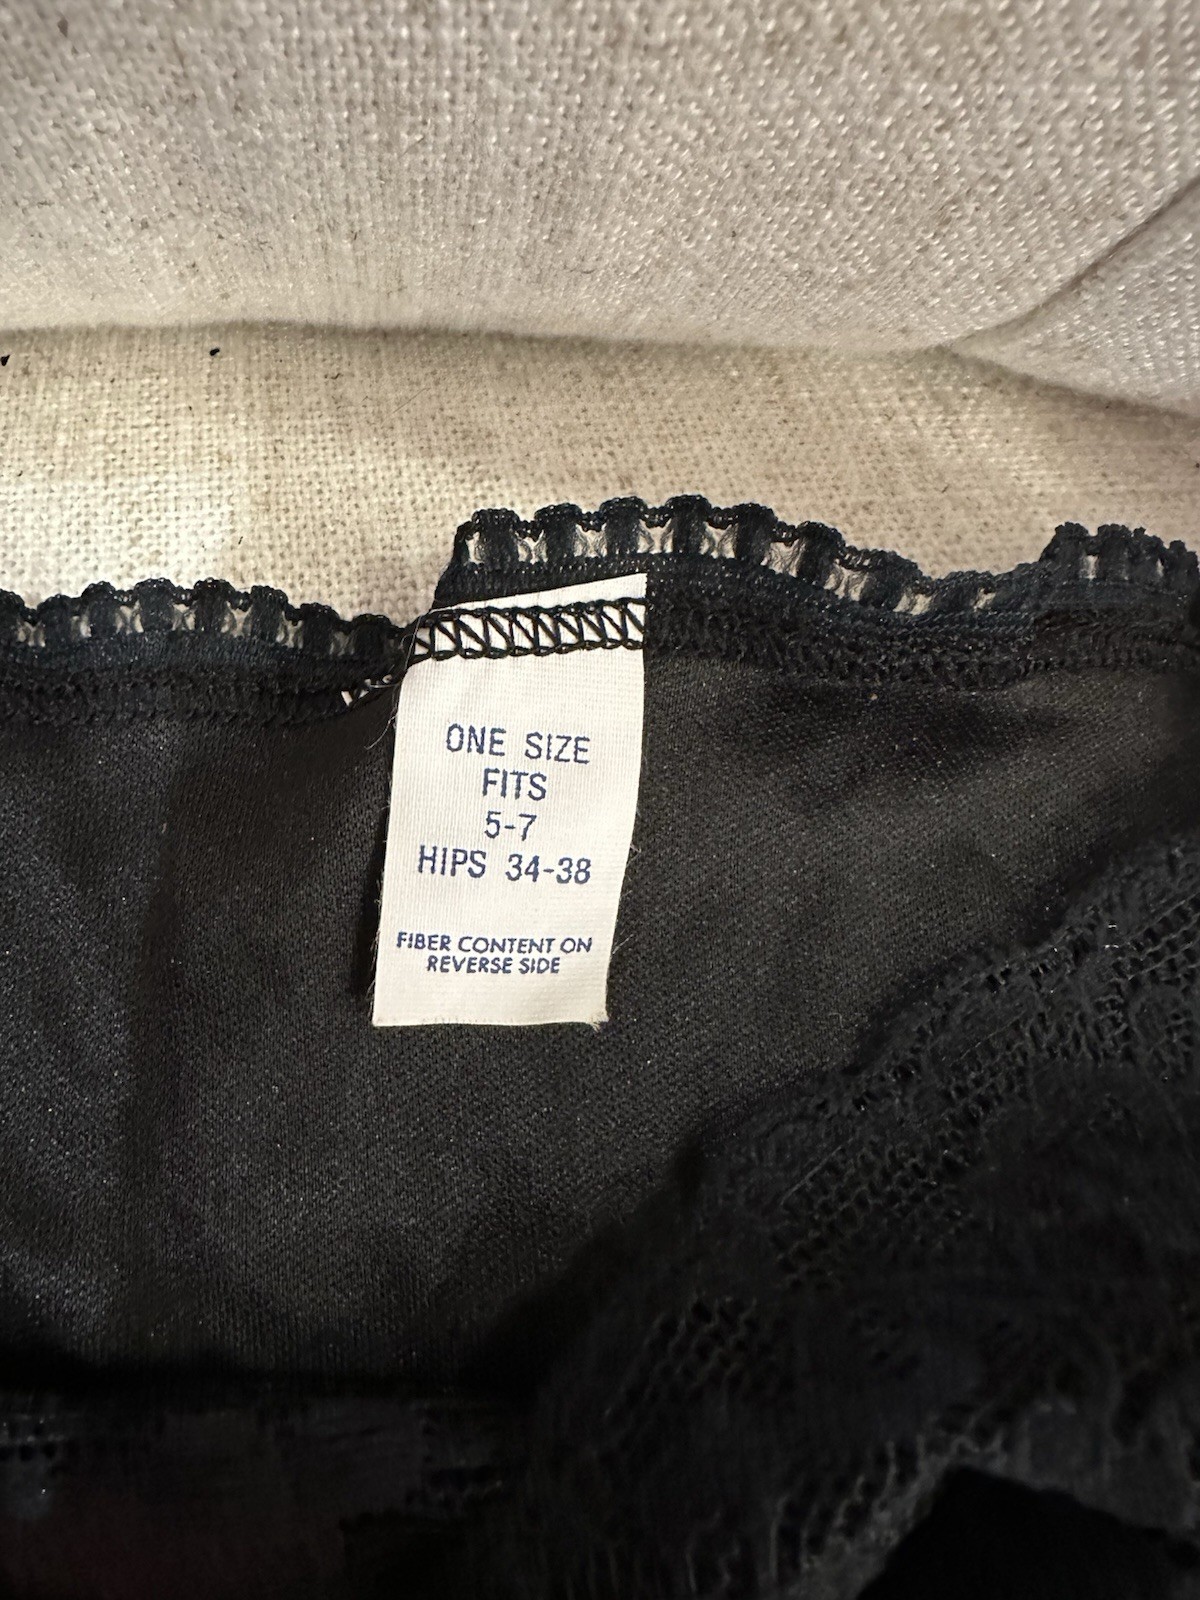 ONE SIZE
FITS
5-7
HIPS 34-38
FIBER CONTENT ON
REVERSE SIDE